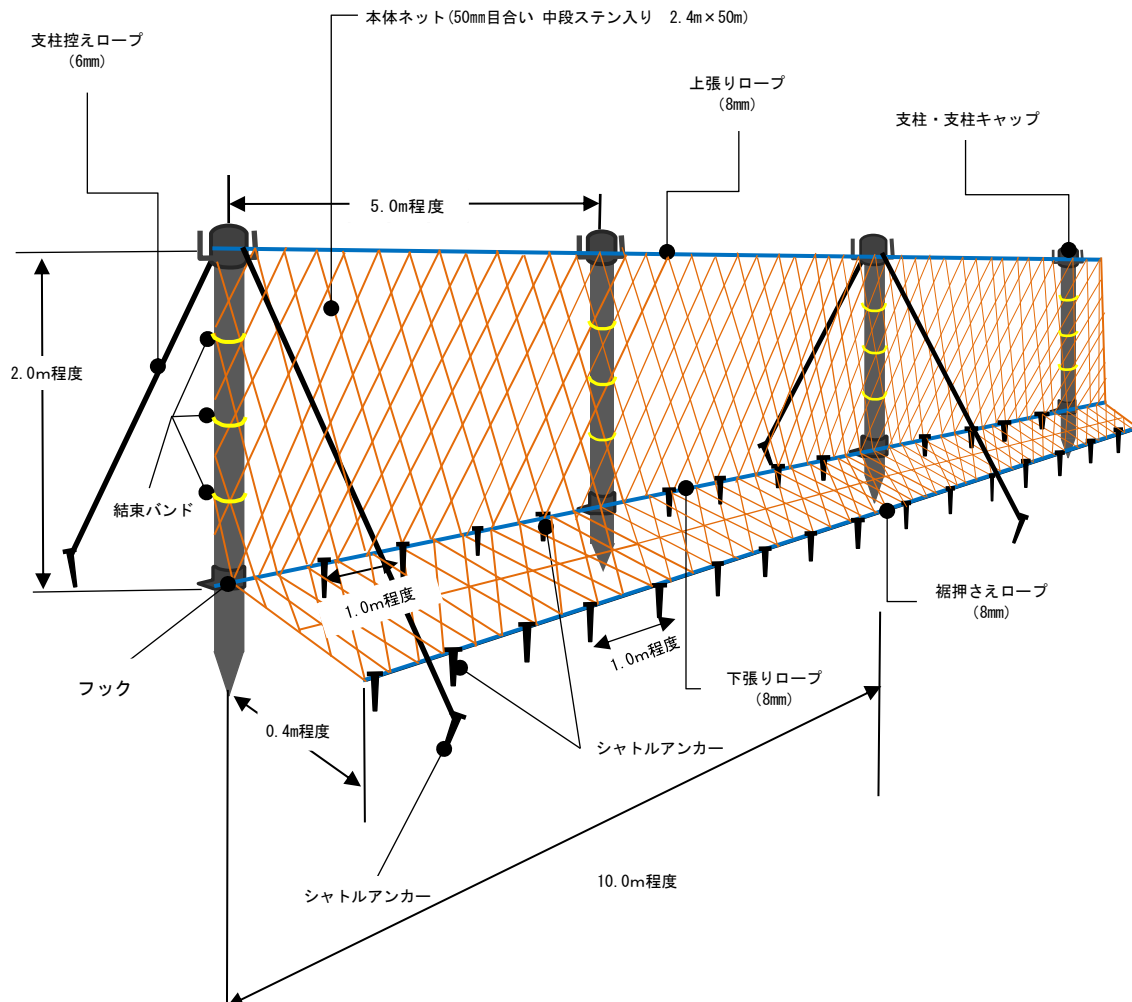 本体ネット(50mm目合い 中段ステン入り 2.4m×50m)
支柱控えロープ
(6mm)
上張りロープ
(8mm)
支柱・支柱キャップ
5.0m程度
2.0m程度
結束バンド
1.0m程度
1.0m程度
裾押さえロープ
(8mm)
フック
下張りロープ
(8mm)
0.4m程度
シャトルアンカー
シャトルアンカー
10.0m程度